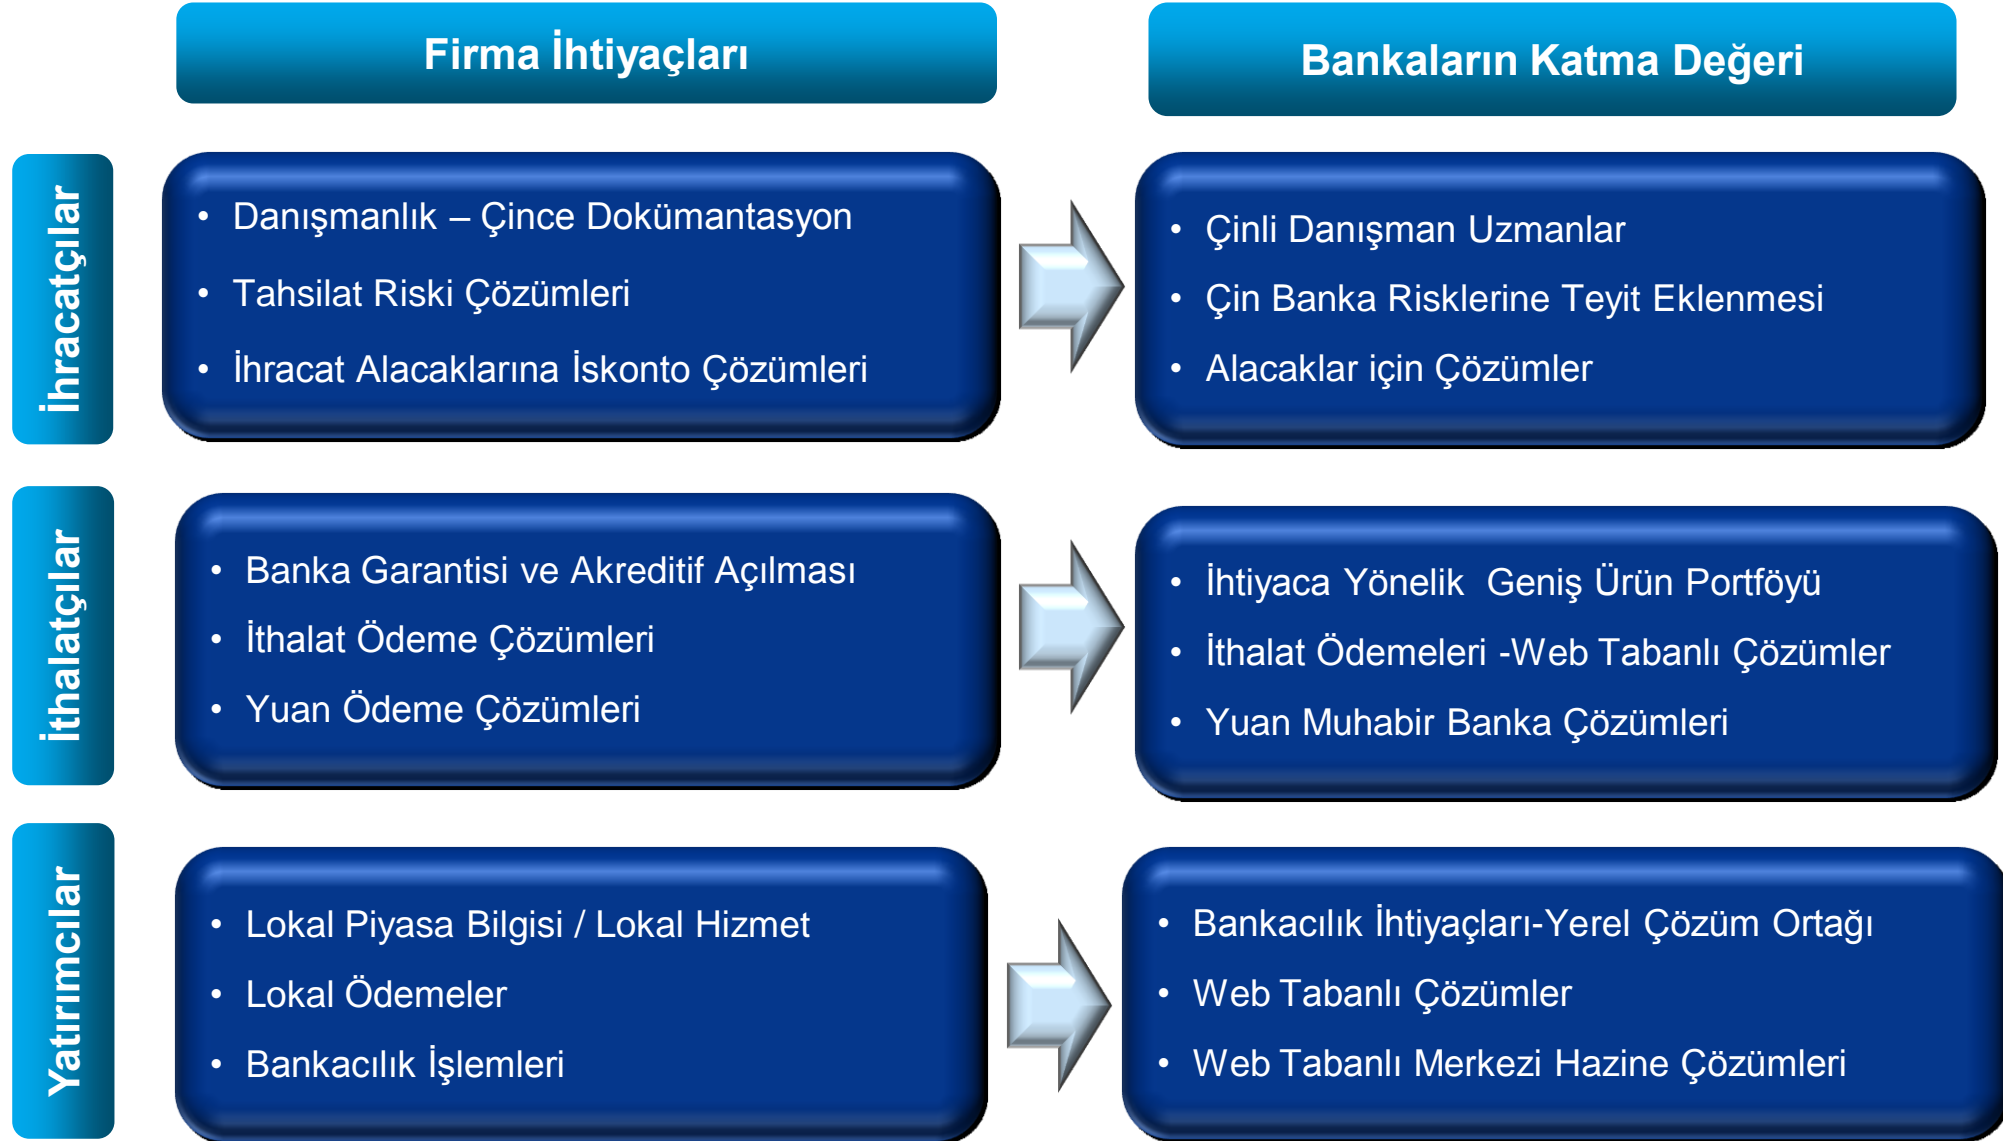 Firma İhtiyaçları
Bankaların Katma Değeri
İhracatçılar
• Danışmanlık – Çince Dokümantasyon
• Tahsilat Riski Çözümleri
• İhracat Alacaklarına İskonto Çözümleri
• Çinli Danışman Uzmanlar
• Çin Banka Risklerine Teyit Eklenmesi
• Alacaklar için Çözümler
İthalatçılar
• Banka Garantisi ve Akreditif Açılması
• İthalat Ödeme Çözümleri
• Yuan Ödeme Çözümleri
• İhtiyaca Yönelik Geniş Ürün Portföyü
• İthalat Ödemeleri -Web Tabanlı Çözümler
• Yuan Muhabir Banka Çözümleri
Yatırımcılar
• Lokal Piyasa Bilgisi / Lokal Hizmet
• Lokal Ödemeler
• Bankacılık İşlemleri
• Bankacılık İhtiyaçları-Yerel Çözüm Ortağı
• Web Tabanlı Çözümler
• Web Tabanlı Merkezi Hazine Çözümleri